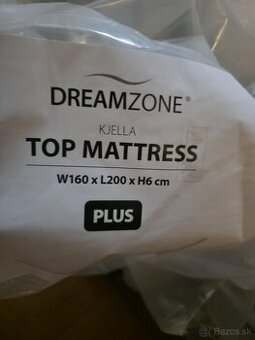 DREAMZONE®
KJELLA
TOP MATTRESS
W160 x L200 x H6 cm
PLUS
Bazos.sk